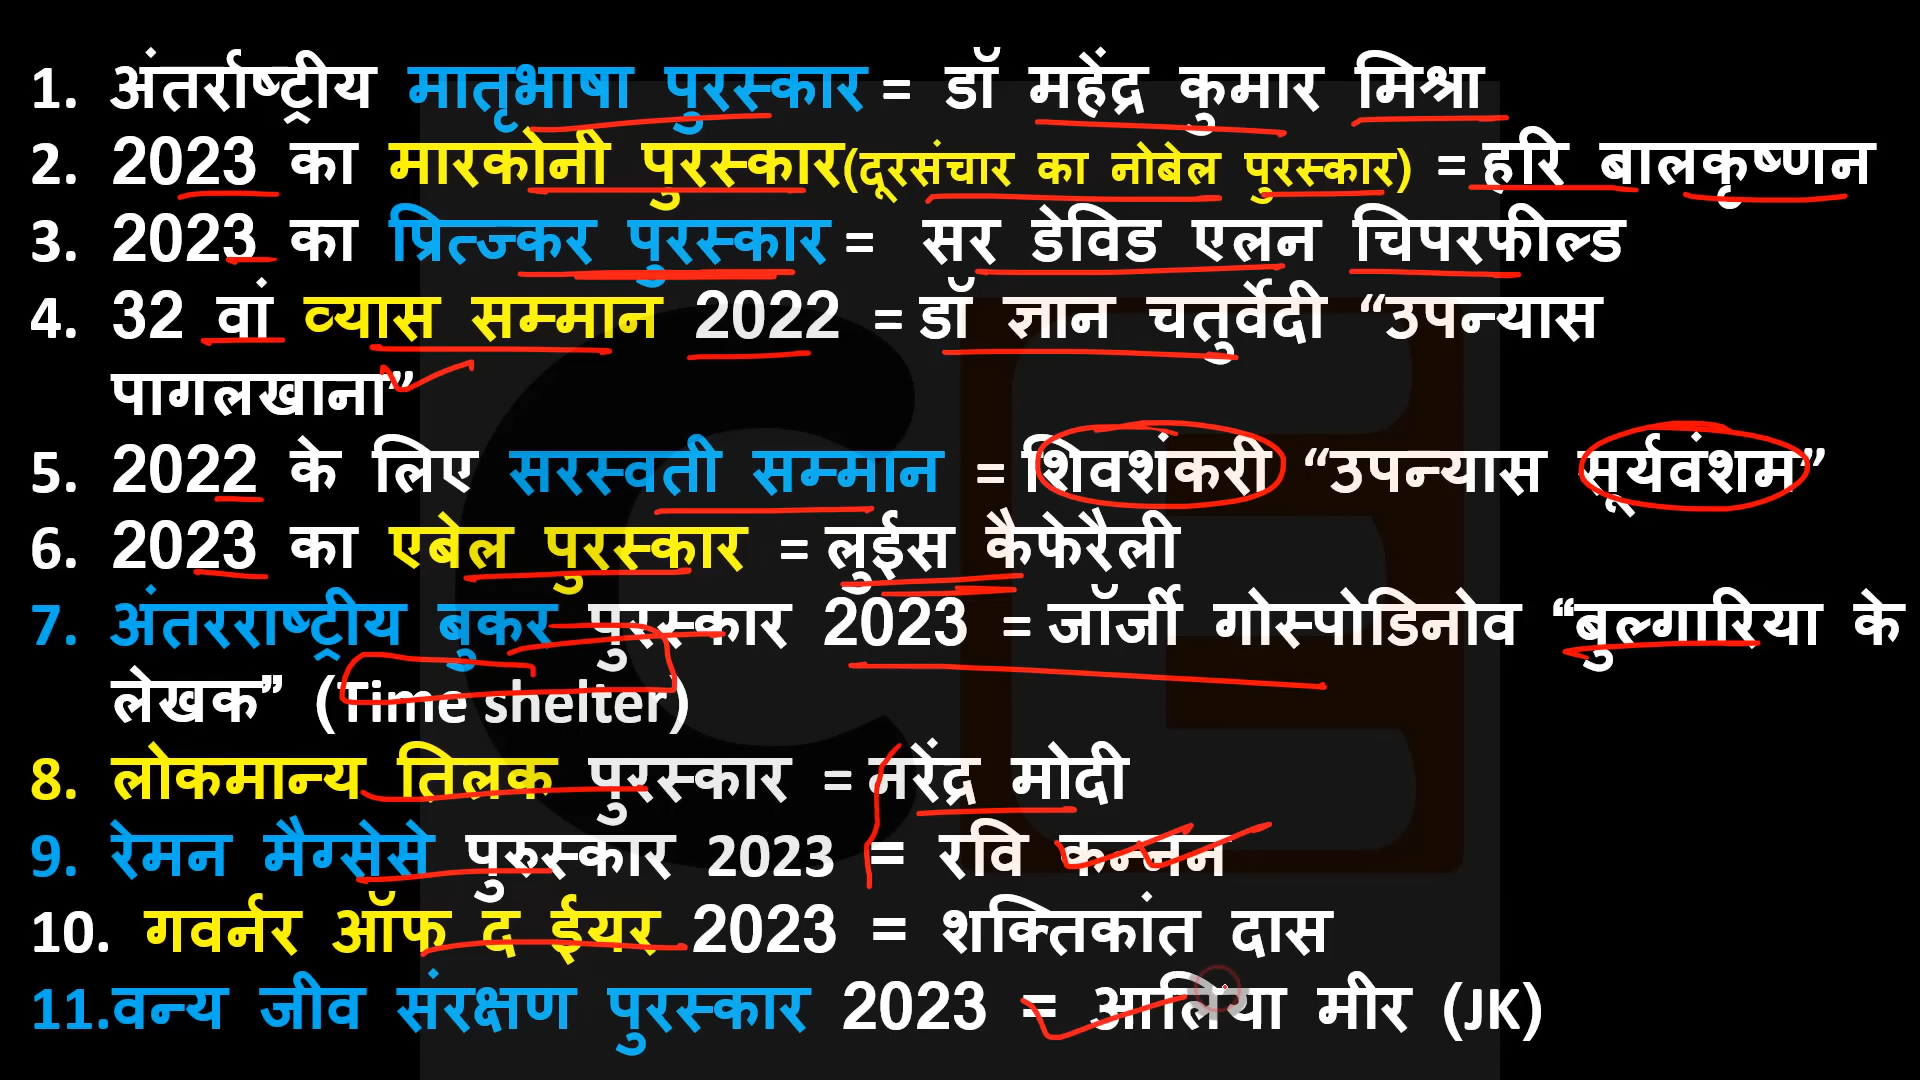 1. अंतर्राष्ट्रीय मातृभाषा पुरस्कार = डॉ महेंद्र कुमार मिश्रा
2. 2023 का मारकोनी पुरस्कार(दूरसंचार का नोबेल पुरस्कार) = हरि बालकृष्णन
3. 2023 का प्रित्ज्कर पुरस्कार = सर डेविड एलन चिपरफील्ड
4. 32 वां व्यास सम्मान 2022 = डॉ ज्ञान चतुर्वेदी “उपन्यास
पागलखाना”
5. 2022 के लिए सरस्वती सम्मान = शिवशंकरी “उपन्यास सूर्यवंशम”
6. 2023 का एबेल पुरस्कार = लुईस कैफेरैली
7. अंतरराष्ट्रीय बुकर पुरस्कार 2023 = जॉर्जी गोस्पोडिनोव “बुल्गारिया के
लेखक” (Time shelter)
8. लोकमान्य तिलक पुरस्कार = नरेंद्र मोदी
9. रेमन मैग्सेसे पुरुस्कार 2023 = रवि कन्नन
10. गवर्नर ऑफ द ईयर 2023 = शक्तिकांत दास
11.वन्य जीव संरक्षण पुरस्कार 2023 = आलिया मीर (JK)